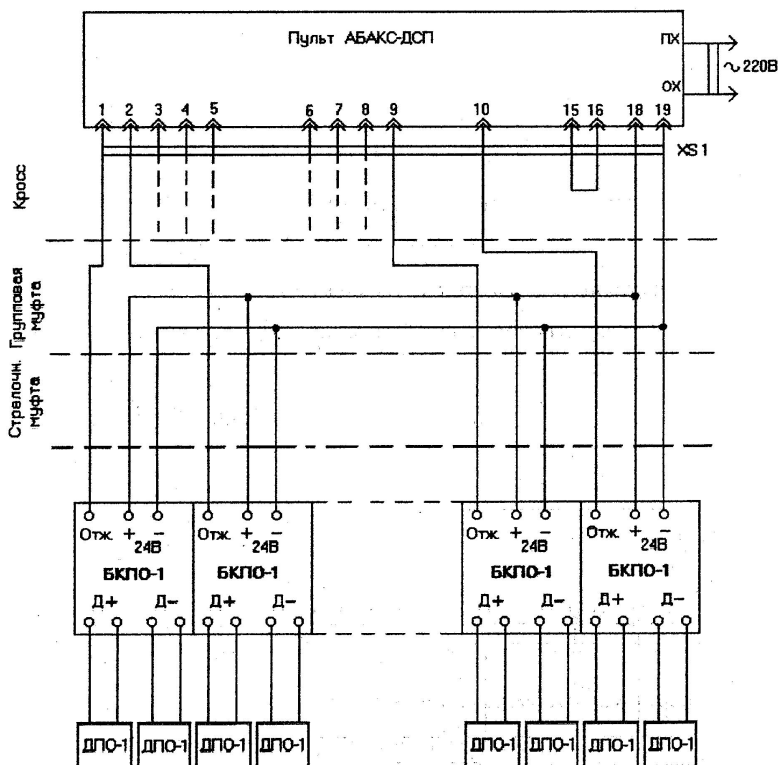 Пульт АБАКС-ДСП
ПХ
~220В
ОХ
1 2 3 4 5 6 7 8 9 10 15 16 18 19
XS1
Кросс
Групповая
муфта
Стрелочн.
муфта
Отж. + – Отж. + – Отж. + – Отж. + –
24В 24В 24В 24В
БКПО-1 БКПО-1 БКПО-1 БКПО-1
Д+ Д– Д+ Д– Д+ Д– Д+ Д–
ДПО-1 ДПО-1 ДПО-1 ДПО-1 ДПО-1 ДПО-1 ДПО-1 ДПО-1